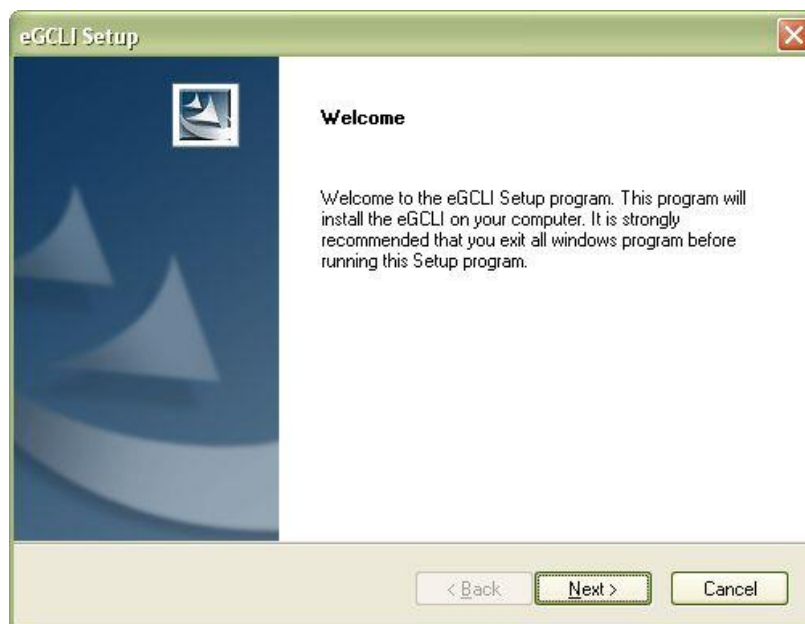 eGCLI Setup
Welcome
Welcome to the eGCLI Setup program. This program will
install the eGCLI on your computer. It is strongly
recommended that you exit all windows program before
running this Setup program.
< Back Next > Cancel